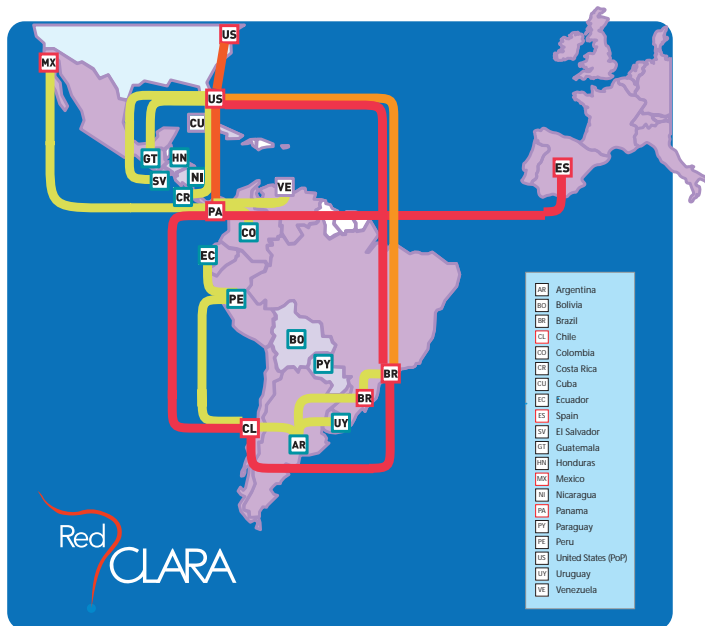 US
MX
US
CU
GT
HN
SV
NI
CR
VE
PA
ES
CO
EC
PE
BO
PY
BR
BR
CL
UY
AR
AR Argentina
BO Bolivia
BR Brazil
CL Chile
CO Colombia
CR Costa Rica
CU Cuba
EC Ecuador
ES Spain
SV El Salvador
GT Guatemala
HN Honduras
MX Mexico
NI Nicaragua
PA Panama
PY Paraguay
PE Peru
US United States (PoP)
UY Uruguay
VE Venezuela
Red
CLARA